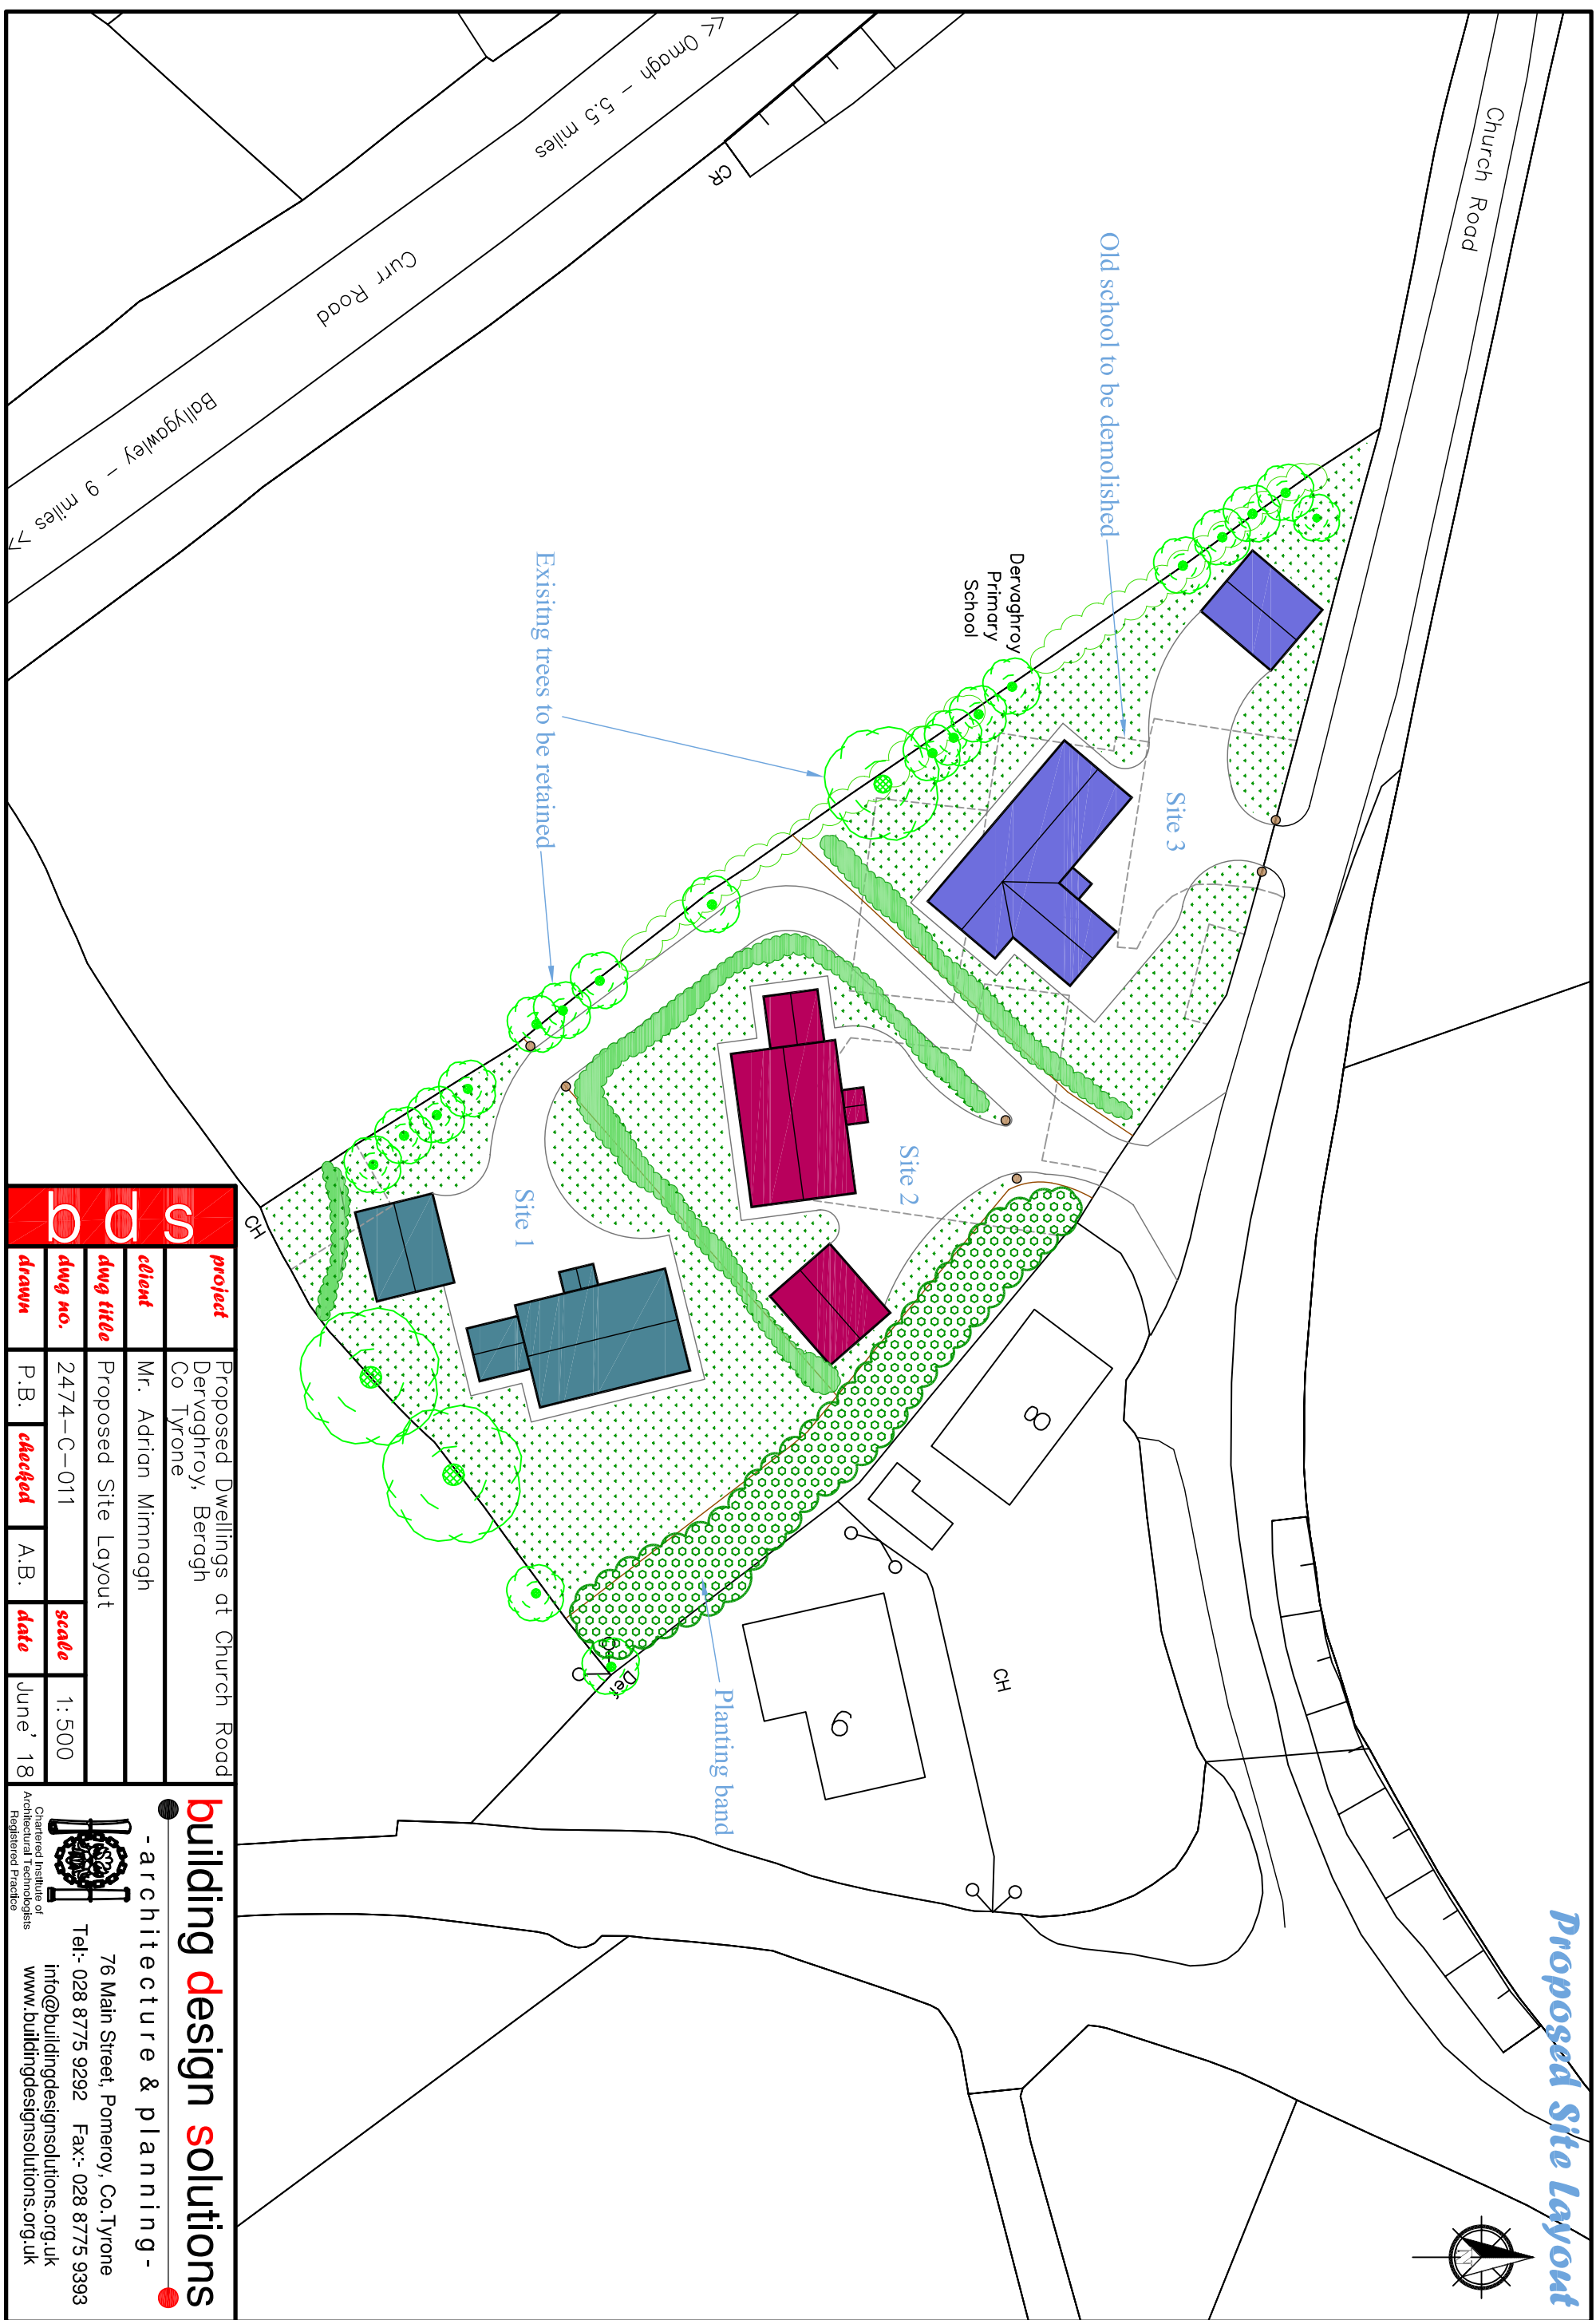 Proposed Site Layout
N
Church Road
Old school to be demolished
<< Omagh - 5.5 miles
CR
Curr Road
Ballygawley - 9 miles >>
Dervaghroy
Primary
School
Exisitng trees to be retained
Site 3
Site 2
Site 1
CH
8
6
CH
Def
Planting band
bds
project
Proposed Dwellings at Church Road
Dervaghroy, Beragh
Co Tyrone
client
Mr. Adrian Mimnagh
dwg title
Proposed Site Layout
dwg no.
2474-C-011
scale
1:500
drawn
P.B.
checked
A.B.
date
June' 18
building design solutions
-architecture & planning-
76 Main Street, Pomeroy, Co.Tyrone
Tel:- 028 8775 9292 Fax:- 028 8775 9393
info@buildingdesignsolutions.org.uk
www.buildingdesignsolutions.org.uk
Chartered Institute of
Architectural Technologists
Registered Practice